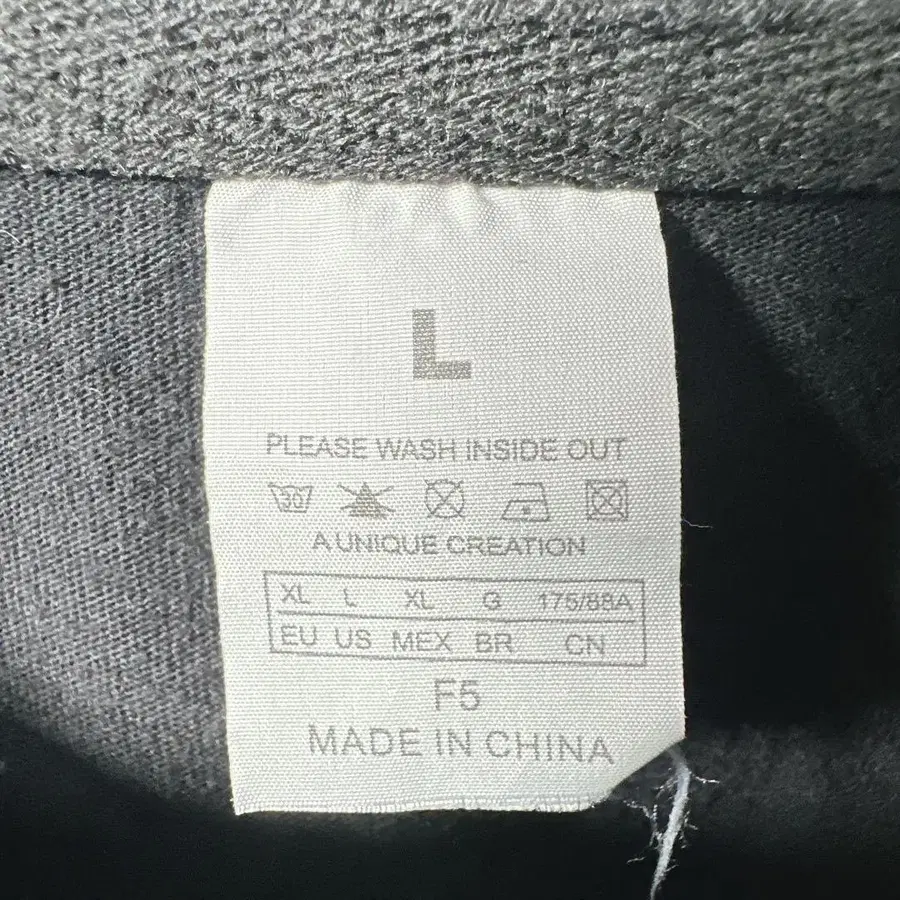 L
PLEASE WASH INSIDE OUT
30
A UNIQUE CREATION
XL L XL G 175/88A
EU US MEX BR CN
F5
MADE IN CHINA